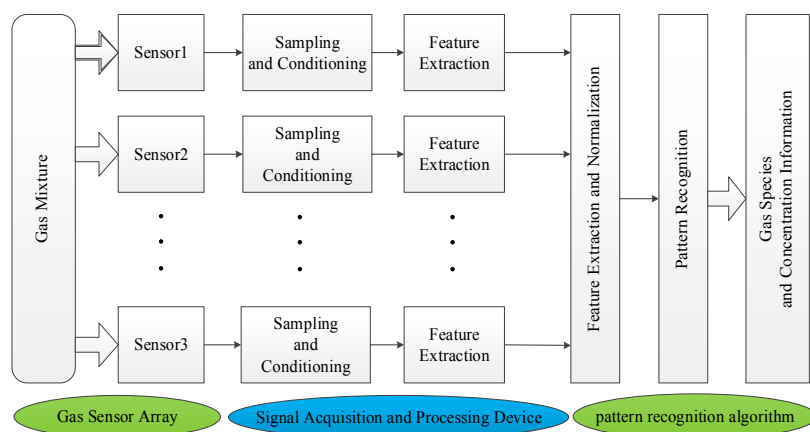 Gas Mixture
Sensor1
Sampling
and Conditioning
Feature
Extraction
Sensor2
Sampling
and
Conditioning
Feature
Extraction
Sensor3
Sampling
and
Conditioning
Feature
Extraction
Feature Extraction and Normalization
Pattern Recognition
Gas Species
and Concentration Information
Gas Sensor Array
Signal Acquisition and Processing Device
pattern recognition algorithm